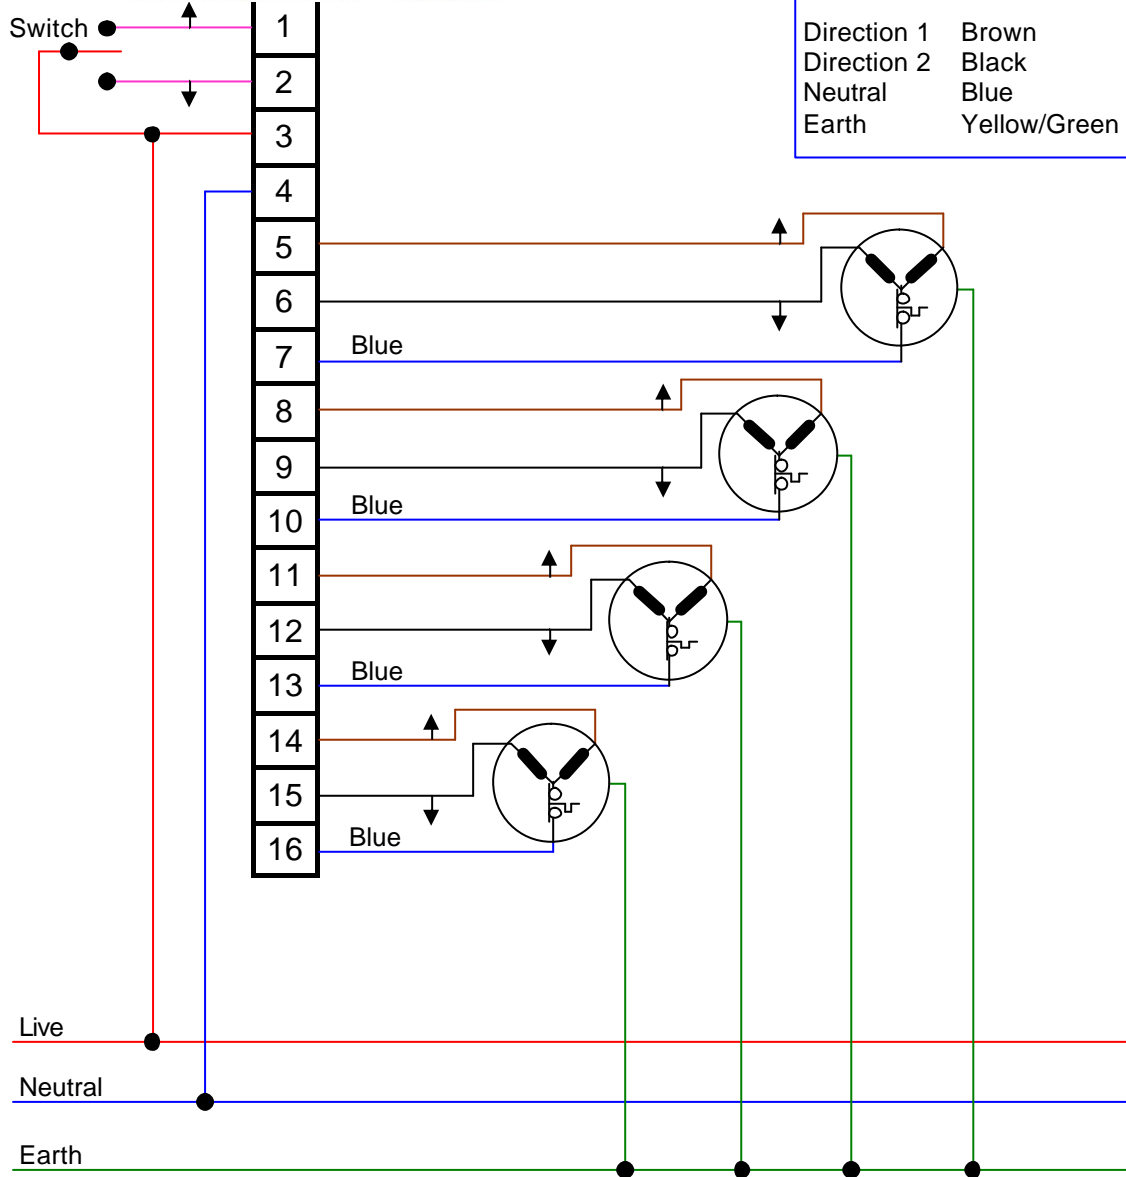 Switch
1
2
3
4
5
6
7
8
9
10
11
12
13
14
15
16
Direction 1 Brown
Direction 2 Black
Neutral Blue
Earth Yellow/Green
Blue
Blue
Blue
Blue
Live
Neutral
Earth